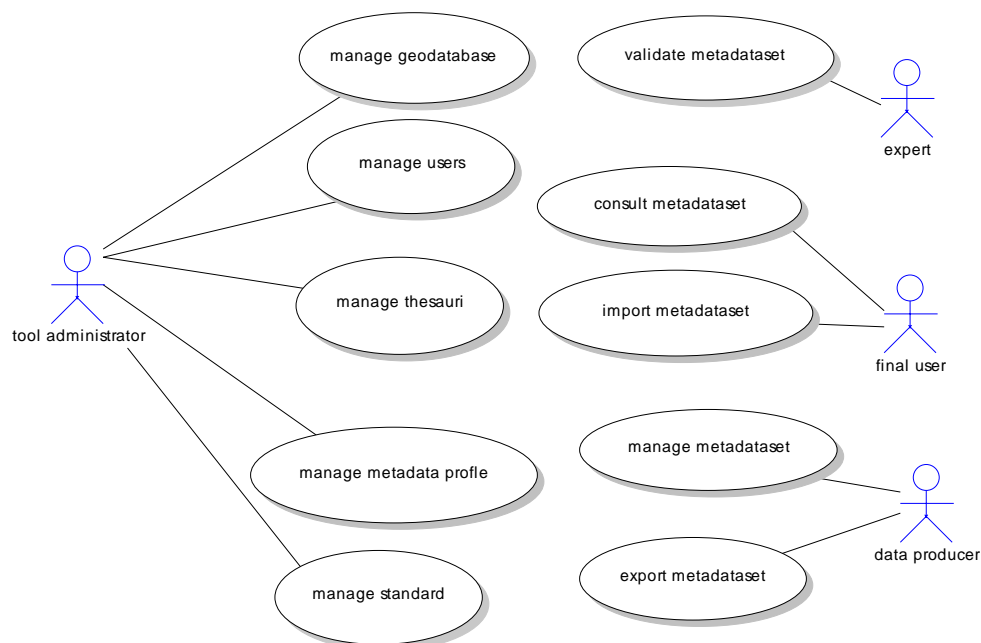 manage geodatabase
validate metadataset
expert
manage users
consult metadataset
tool administrator
manage thesauri
import metadataset
final user
manage metadata profle
manage metadataset
data producer
manage standard
export metadataset